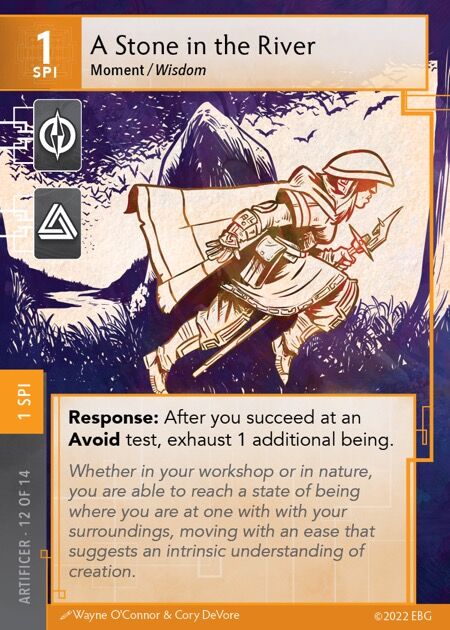 1
SPI
A Stone in the River
Moment / Wisdom
1 SPI
ARTIFICER - 12 OF 14
Response: After you succeed at an
Avoid test, exhaust 1 additional being.
Whether in your workshop or in nature,
you are able to reach a state of being
where you are at one with with your
surroundings, moving with an ease that
suggests an intrinsic understanding of
creation.
Wayne O'Connor & Cory DeVore
©2022 EBG